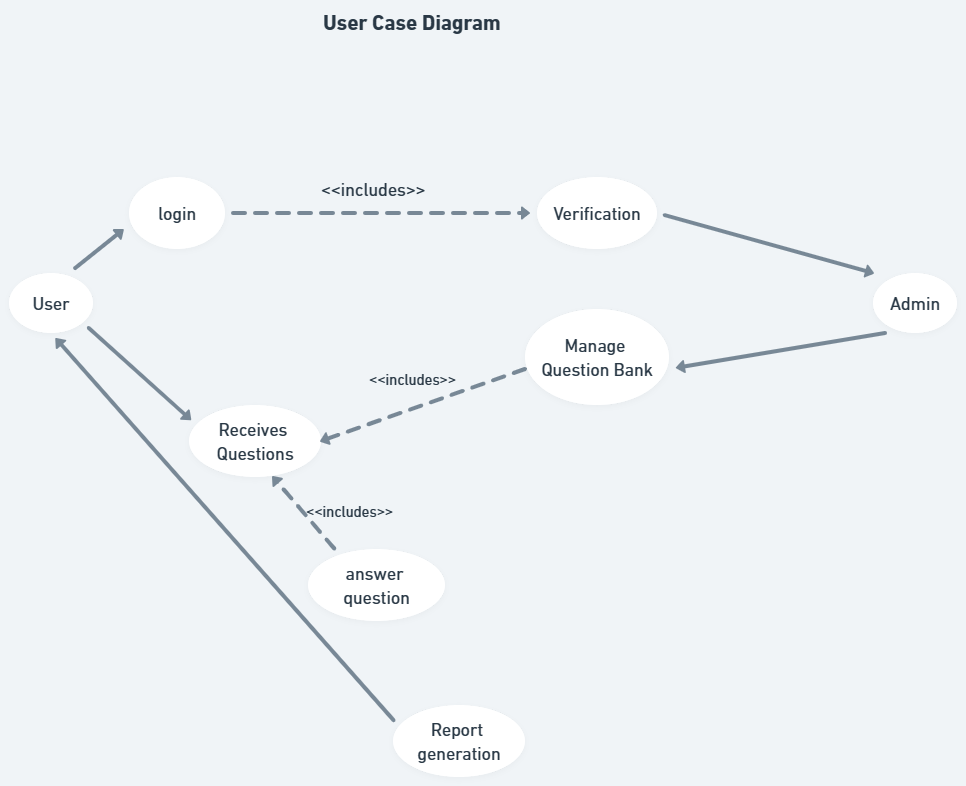 User Case Diagram
<<includes>>
login
Verification
User
Admin
Manage
Question Bank
<<includes>>
Receives
Questions
<<includes>>
answer
question
Report
generation